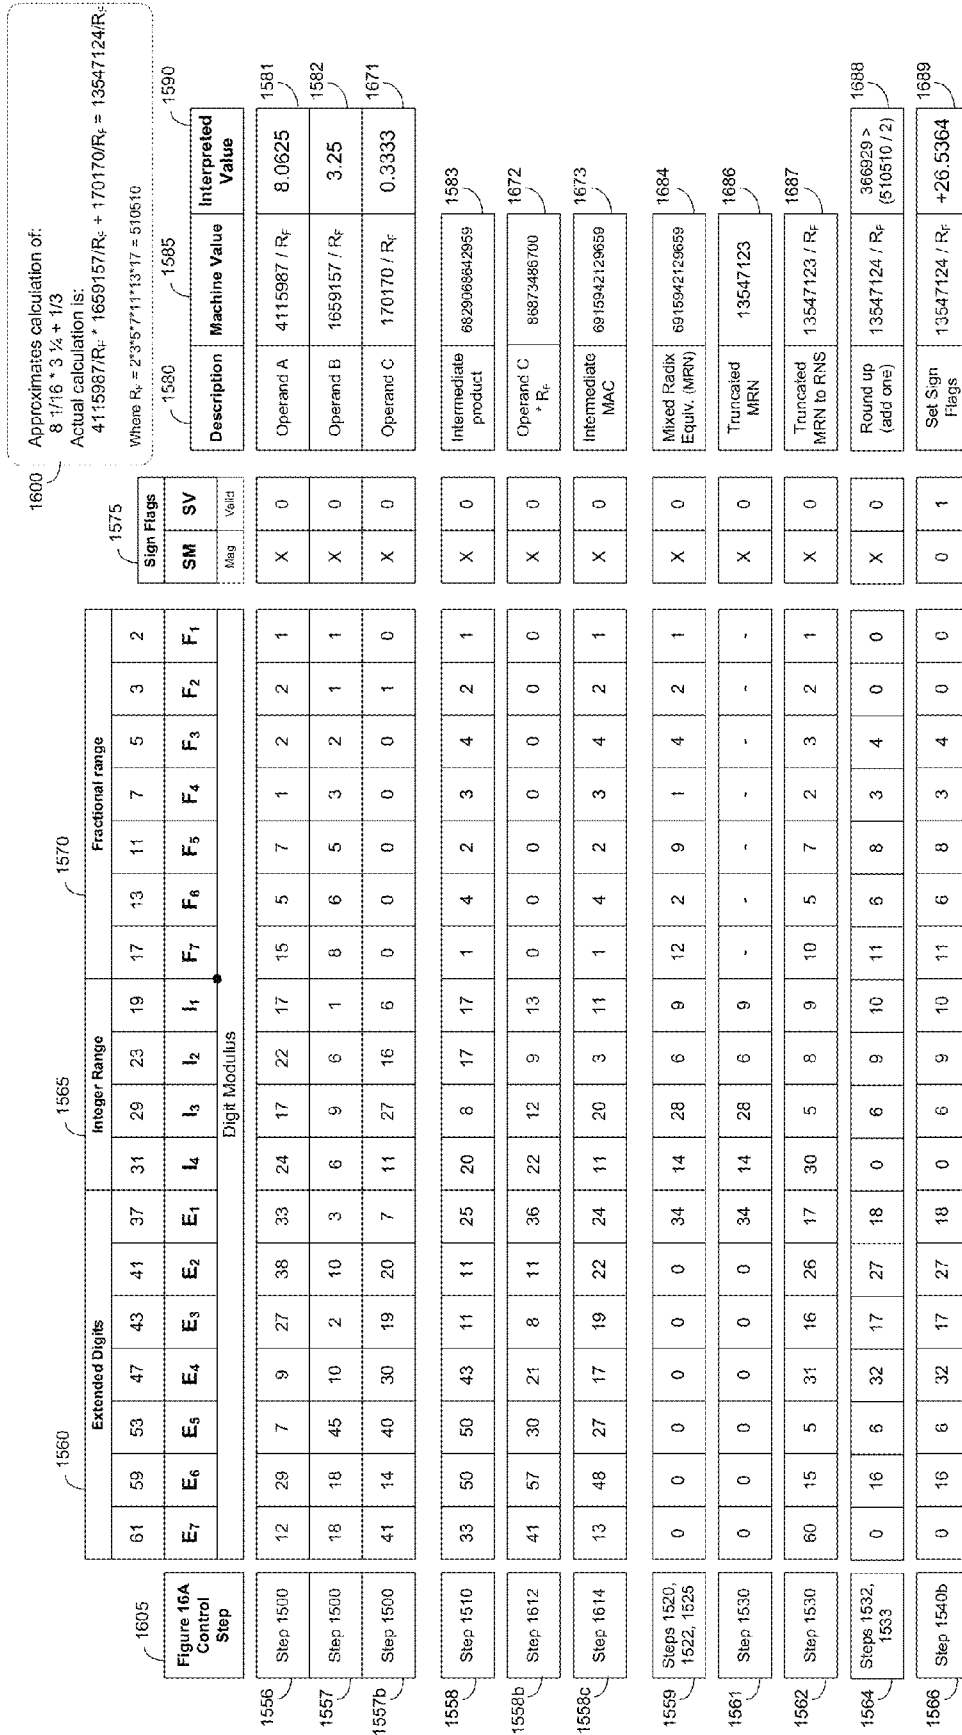 1600
Approximates calculation of:
8 1/16 * 3 ¼ + 1/3
Actual calculation is:
4115987/R_F * 1659157/R_F + 170170/R_F = 13547124/R_F
Where R_F = 2*3*5*7*11*13*17 = 510510
1605 1560 1565 1570 1575 1580 1585 1590
Extended Digits Integer Range Fractional range Sign Flags
Figure 16A Control Step 61 59 53 47 43 41 37 31 29 23 19 17 13 11 7 5 3 2
E7 E6 E5 E4 E3 E2 E1 I4 I3 I2 I1 F7 F6 F5 F4 F3 F2 F1 SM SV Description Machine Value Interpreted Value
Digit Modulus Mag Valid
1556 Step 1500 12 29 7 9 27 38 33 24 17 22 17 15 5 7 1 2 2 1 X 0 Operand A 4115987 / R_F 8.0625 1581
1557 Step 1500 18 18 45 10 2 10 3 6 9 6 1 8 6 5 3 2 1 1 X 0 Operand B 1659157 / R_F 3.25 1582
1557b Step 1500 41 14 40 30 19 20 7 11 27 16 6 0 0 0 0 0 1 0 X 0 Operand C 170170 / R_F 0.3333 1671
1558 Step 1510 33 50 50 43 11 11 25 20 8 17 17 1 4 2 3 4 2 1 X 0 Intermediate product 6829068642959 1583
1558b Step 1612 41 57 30 21 8 11 36 22 12 9 13 0 0 0 0 0 0 0 X 0 Operand C * R_F 86873486700 1672
1558c Step 1614 13 48 27 17 19 22 24 11 20 3 11 1 4 2 3 4 2 1 X 0 Intermediate MAC 6915942129659 1673
1559 Steps 1520, 1522, 1525 0 0 0 0 0 0 34 14 28 6 9 12 2 9 1 4 2 1 X 0 Mixed Radix Equiv. (MRN) 6915942129659 1684
1561 Step 1530 0 0 0 0 0 0 34 14 28 6 9 - - - - - - - X 0 Truncated MRN 13547123 1686
1562 Step 1530 60 15 5 31 16 26 17 30 5 8 9 10 5 7 2 3 2 1 X 0 Truncated MRN to RNS 13547123 / R_F 1687
1564 Steps 1532, 1533 0 16 6 32 17 27 18 0 6 9 10 11 6 8 3 4 0 0 X 0 Round up (add one) 13547124 / R_F 366929 > (510510 / 2) 1688
1566 Step 1540b 0 16 6 32 17 27 18 0 6 9 10 11 6 8 3 4 0 0 0 1 Set Sign Flags 13547124 / R_F +26.5364 1689